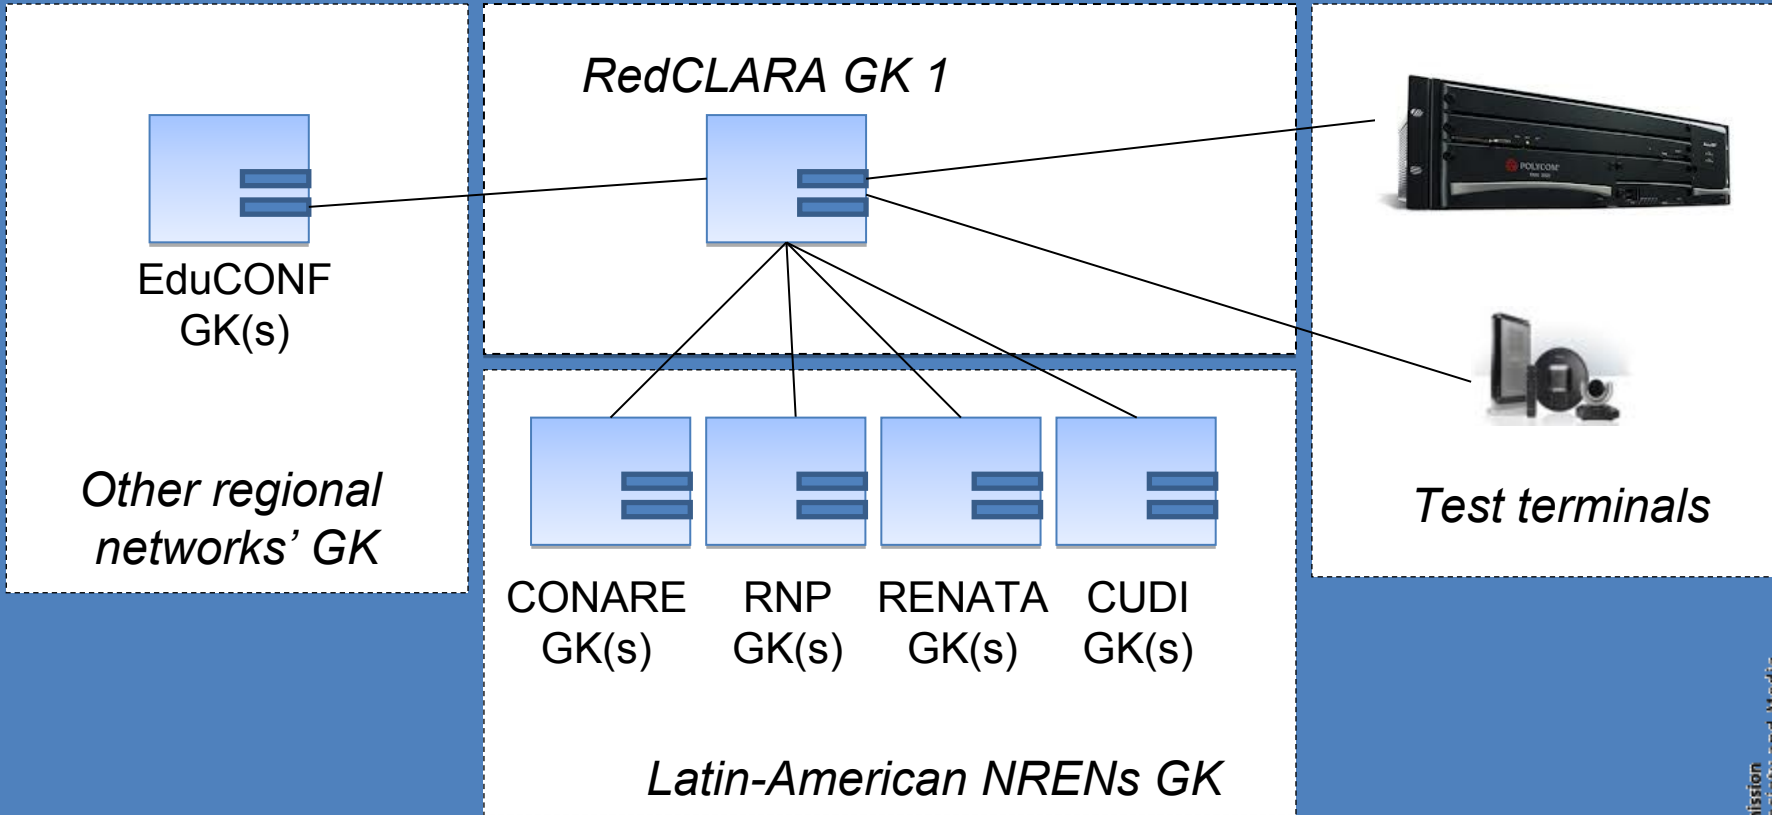 RedCLARA GK 1
POLYCOM
EduCONF
GK(s)
Other regional
networks’ GK
Test terminals
CONARE
GK(s)
RNP
GK(s)
RENATA
GK(s)
CUDI
GK(s)
Latin-American NRENs GK